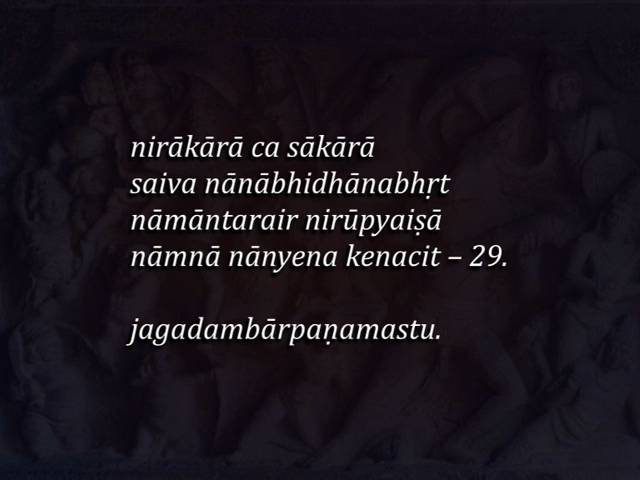 nirākārā ca sākārā
saiva nānābhidhānabhṛt
nāmāntarair nirūpyaiṣā
nāmnā nānyena kenacit – 29.
jagadambārpaṇamastu.